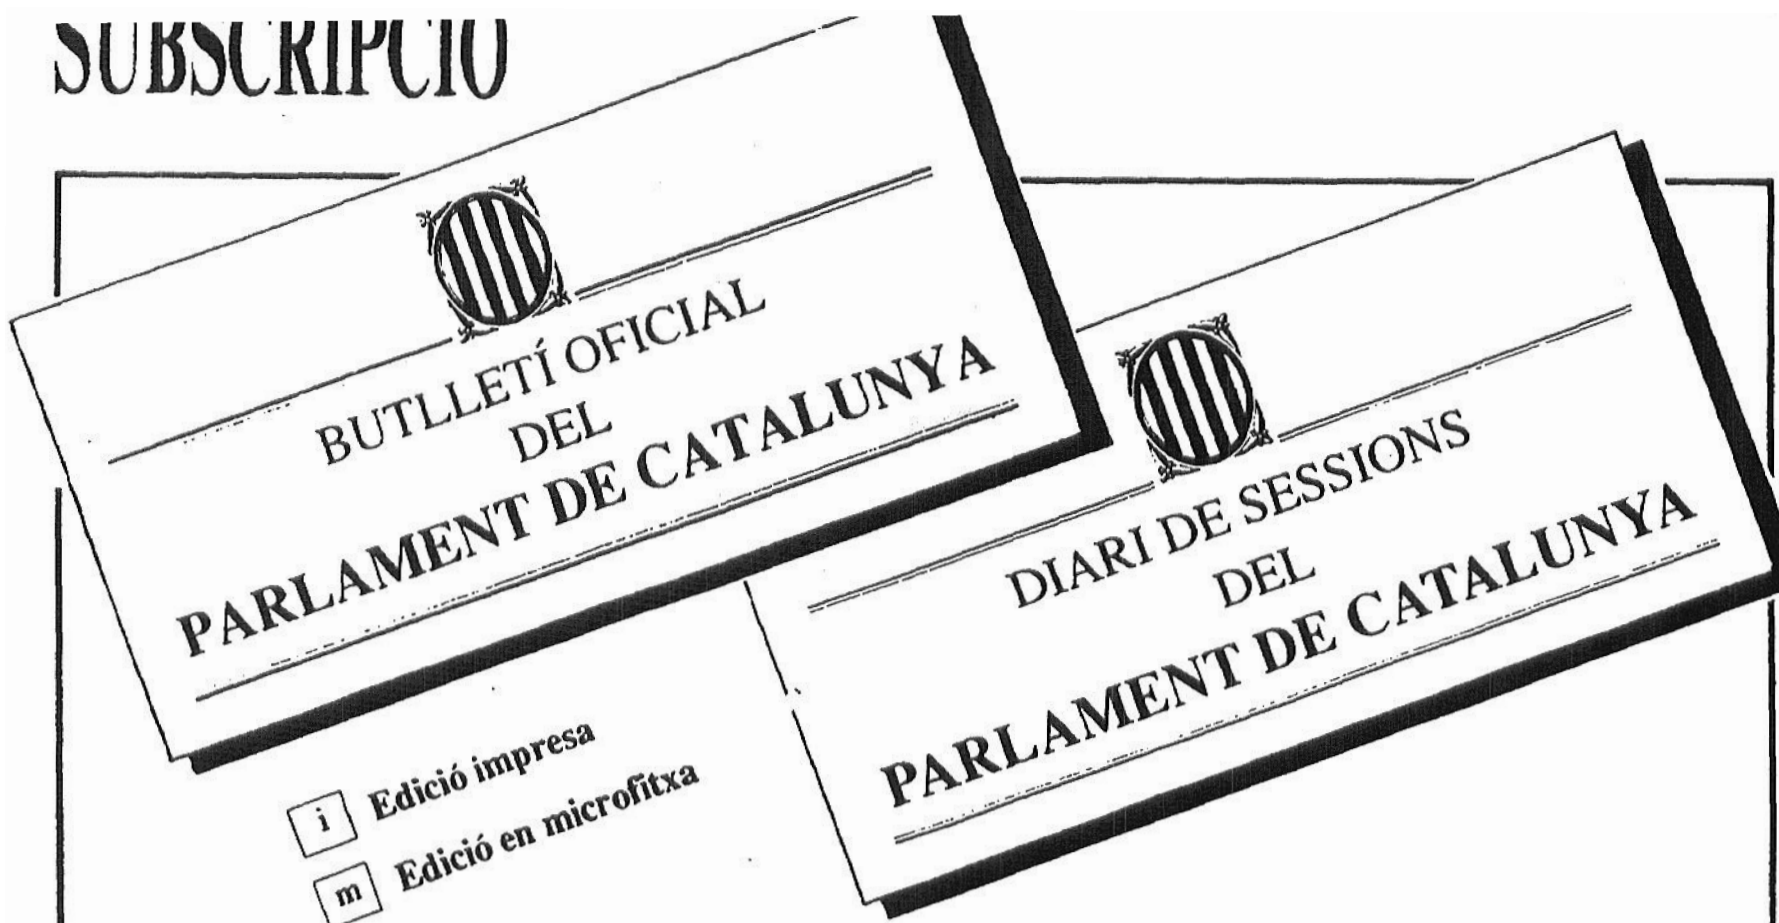 SUBSCRIPCIÓ
BUTLLETÍ OFICIAL
DEL
PARLAMENT DE CATALUNYA
DIARI DE SESSIONS
DEL
PARLAMENT DE CATALUNYA
i Edició impresa
m Edició en microfitxa